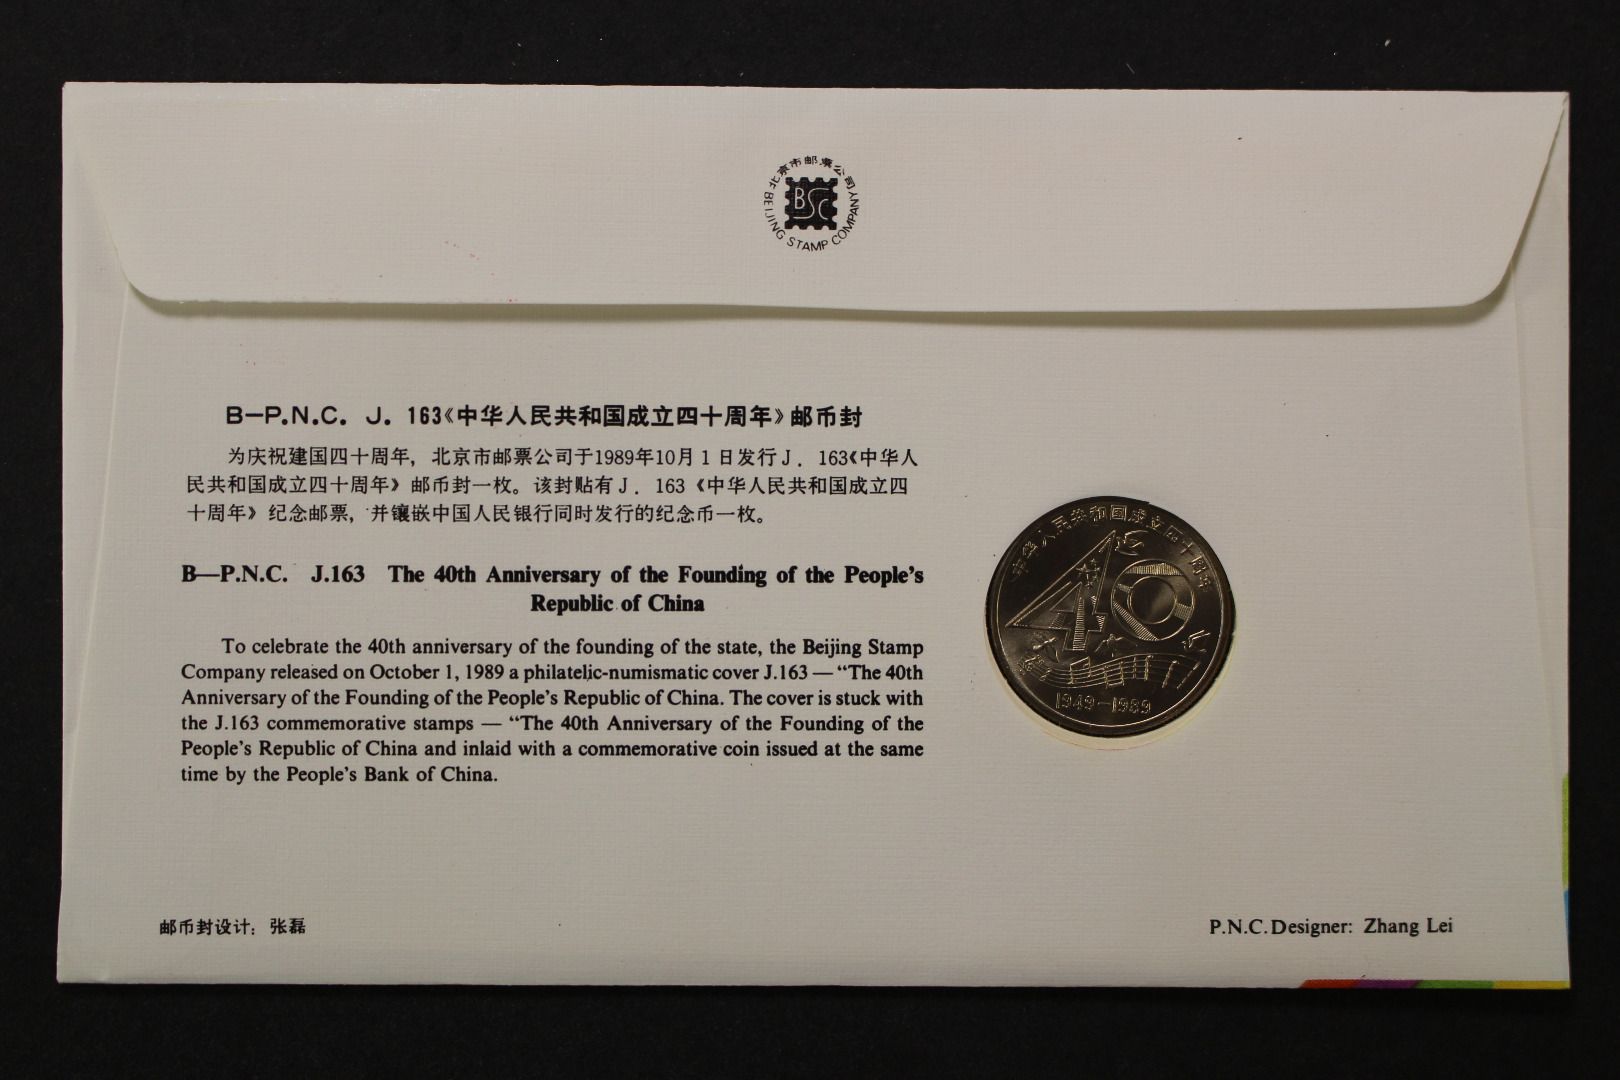 北京市邮票公司
BSC
BEIJING STAMP COMPANY
B—P.N.C. J. 163《中华人民共和国成立四十周年》邮币封
为庆祝建国四十周年，北京市邮票公司于1989年10月1日发行J．163《中华人
民共和国成立四十周年》邮币封一枚。该封贴有J．163《中华人民共和国成立四
十周年》纪念邮票，并镶嵌中国人民银行同时发行的纪念币一枚。
B—P.N.C. J.163 The 40th Anniversary of the Founding of the People's
Republic of China
To celebrate the 40th anniversary of the founding of the state, the Beijing Stamp
Company released on October 1, 1989 a philatelic-numismatic cover J.163 — “The 40th
Anniversary of the Founding of the People's Republic of China. The cover is stuck with
the J.163 commemorative stamps — “The 40th Anniversary of the Founding of the
People's Republic of China and inlaid with a commemorative coin issued at the same
time by the People's Bank of China.
中华人民共和国成立四十周年
40
1949—1989
邮币封设计：张磊
P.N.C.Designer: Zhang Lei